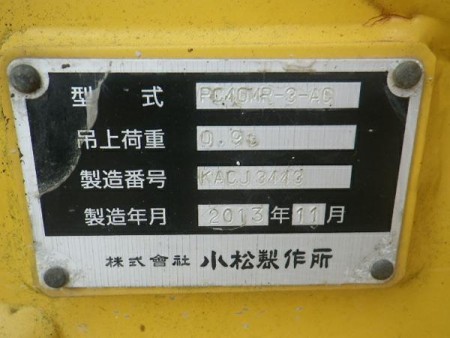 型式 PC40MR-3-AC
吊上荷重 0.9t
製造番号 KACJ3443
製造年月 2013年11月
株式會社 小松製作所